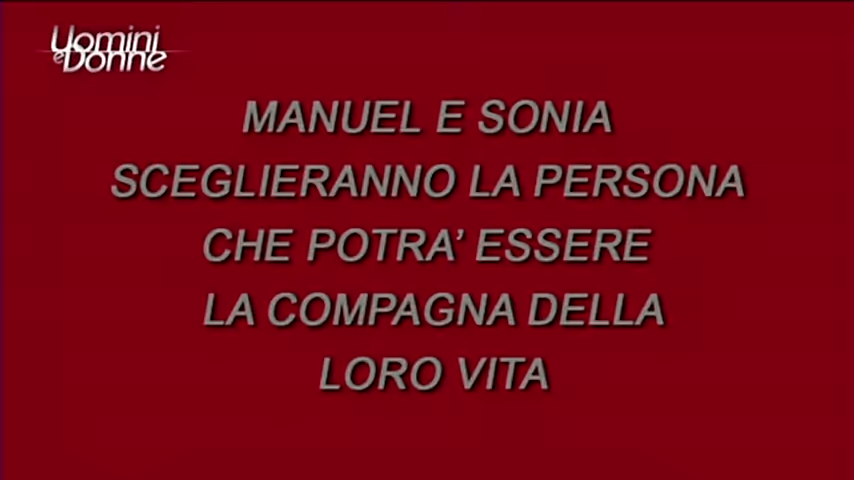 Uomini
e Donne
MANUEL E SONIA
SCEGLIERANNO LA PERSONA
CHE POTRA' ESSERE
LA COMPAGNA DELLA
LORO VITA